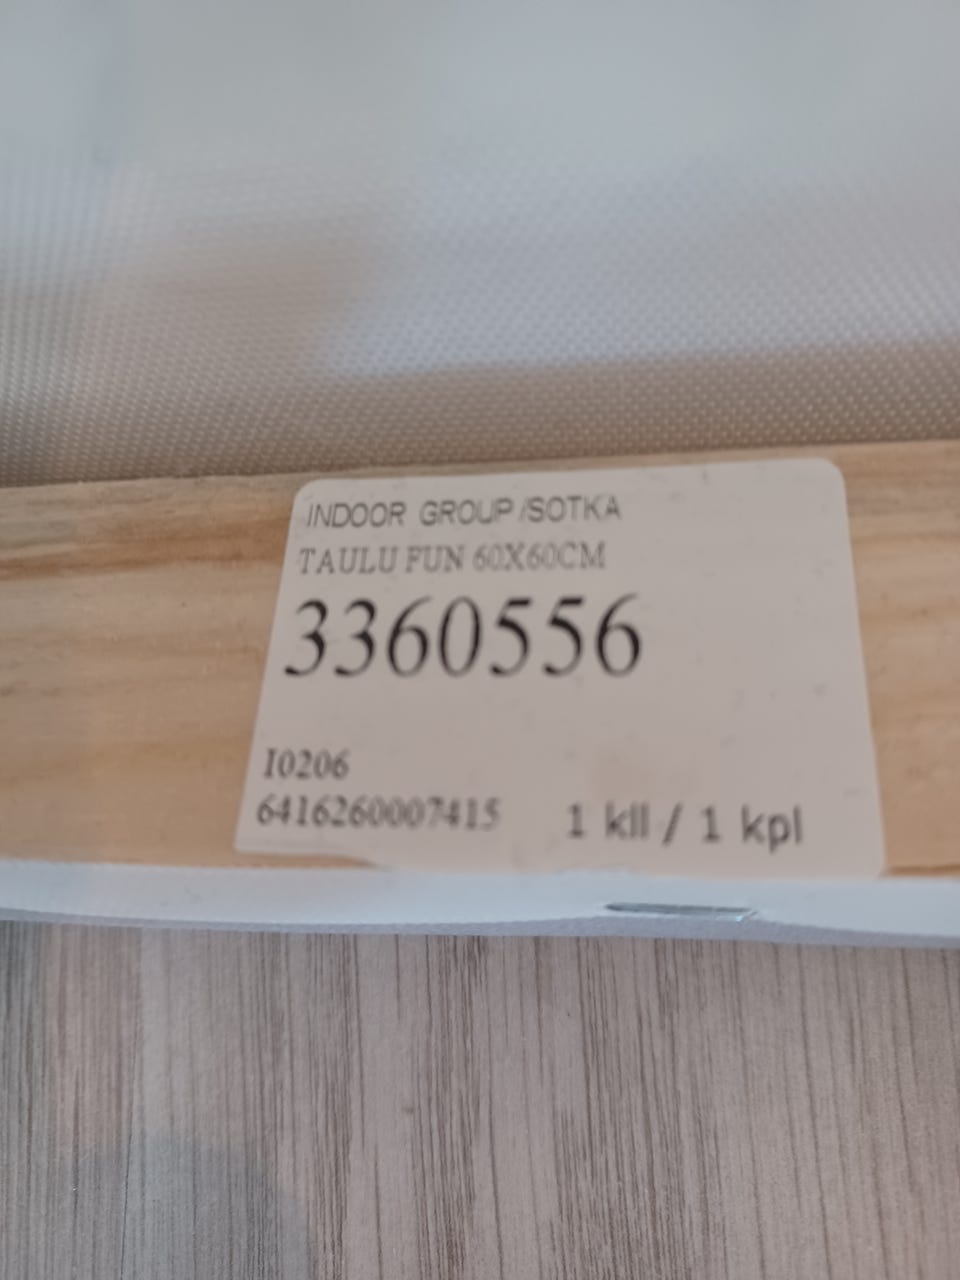 INDOOR GROUP /SOTKA
TAULU FUN 60X60CM
3360556
I0206
6416260007415 1 kll / 1 kpl